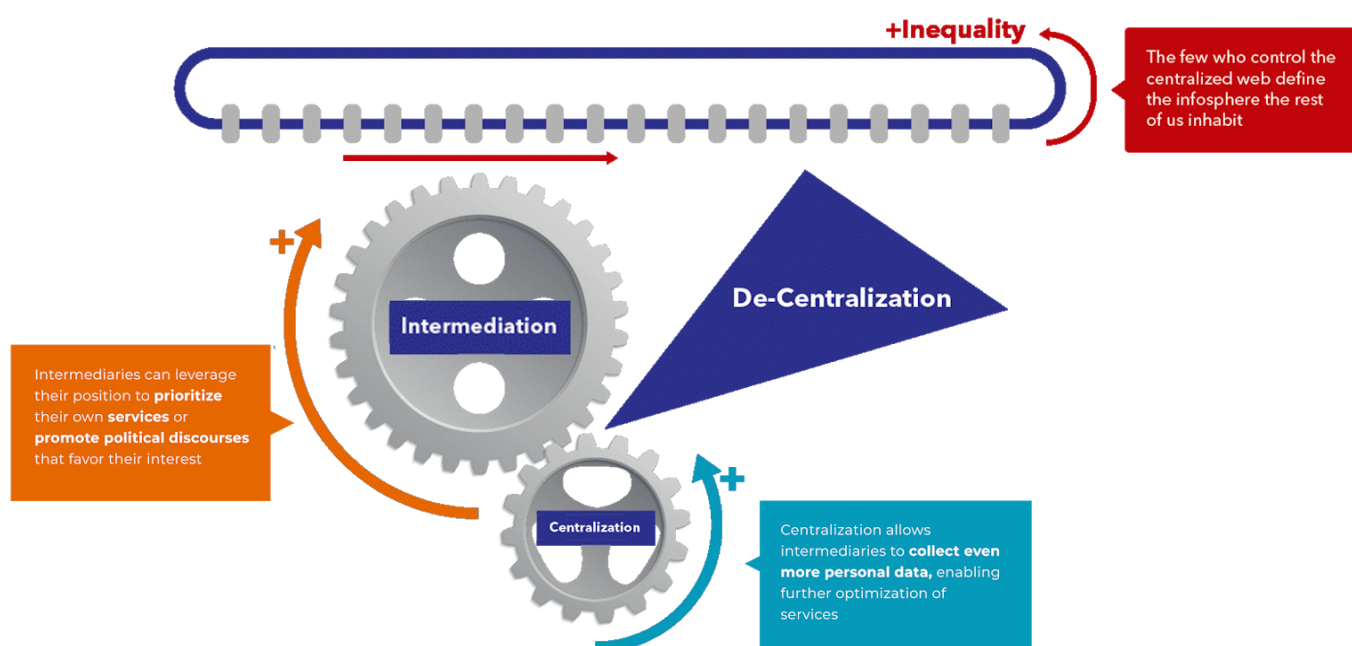 +Inequality
The few who control the
centralized web define
the infosphere the rest
of us inhabit
De-Centralization
+
Intermediation
Intermediaries can leverage
their position to prioritize
their own services or
promote political discourses
that favor their interest
+
Centralization
Centralization allows
intermediaries to collect even
more personal data, enabling
further optimization of
services